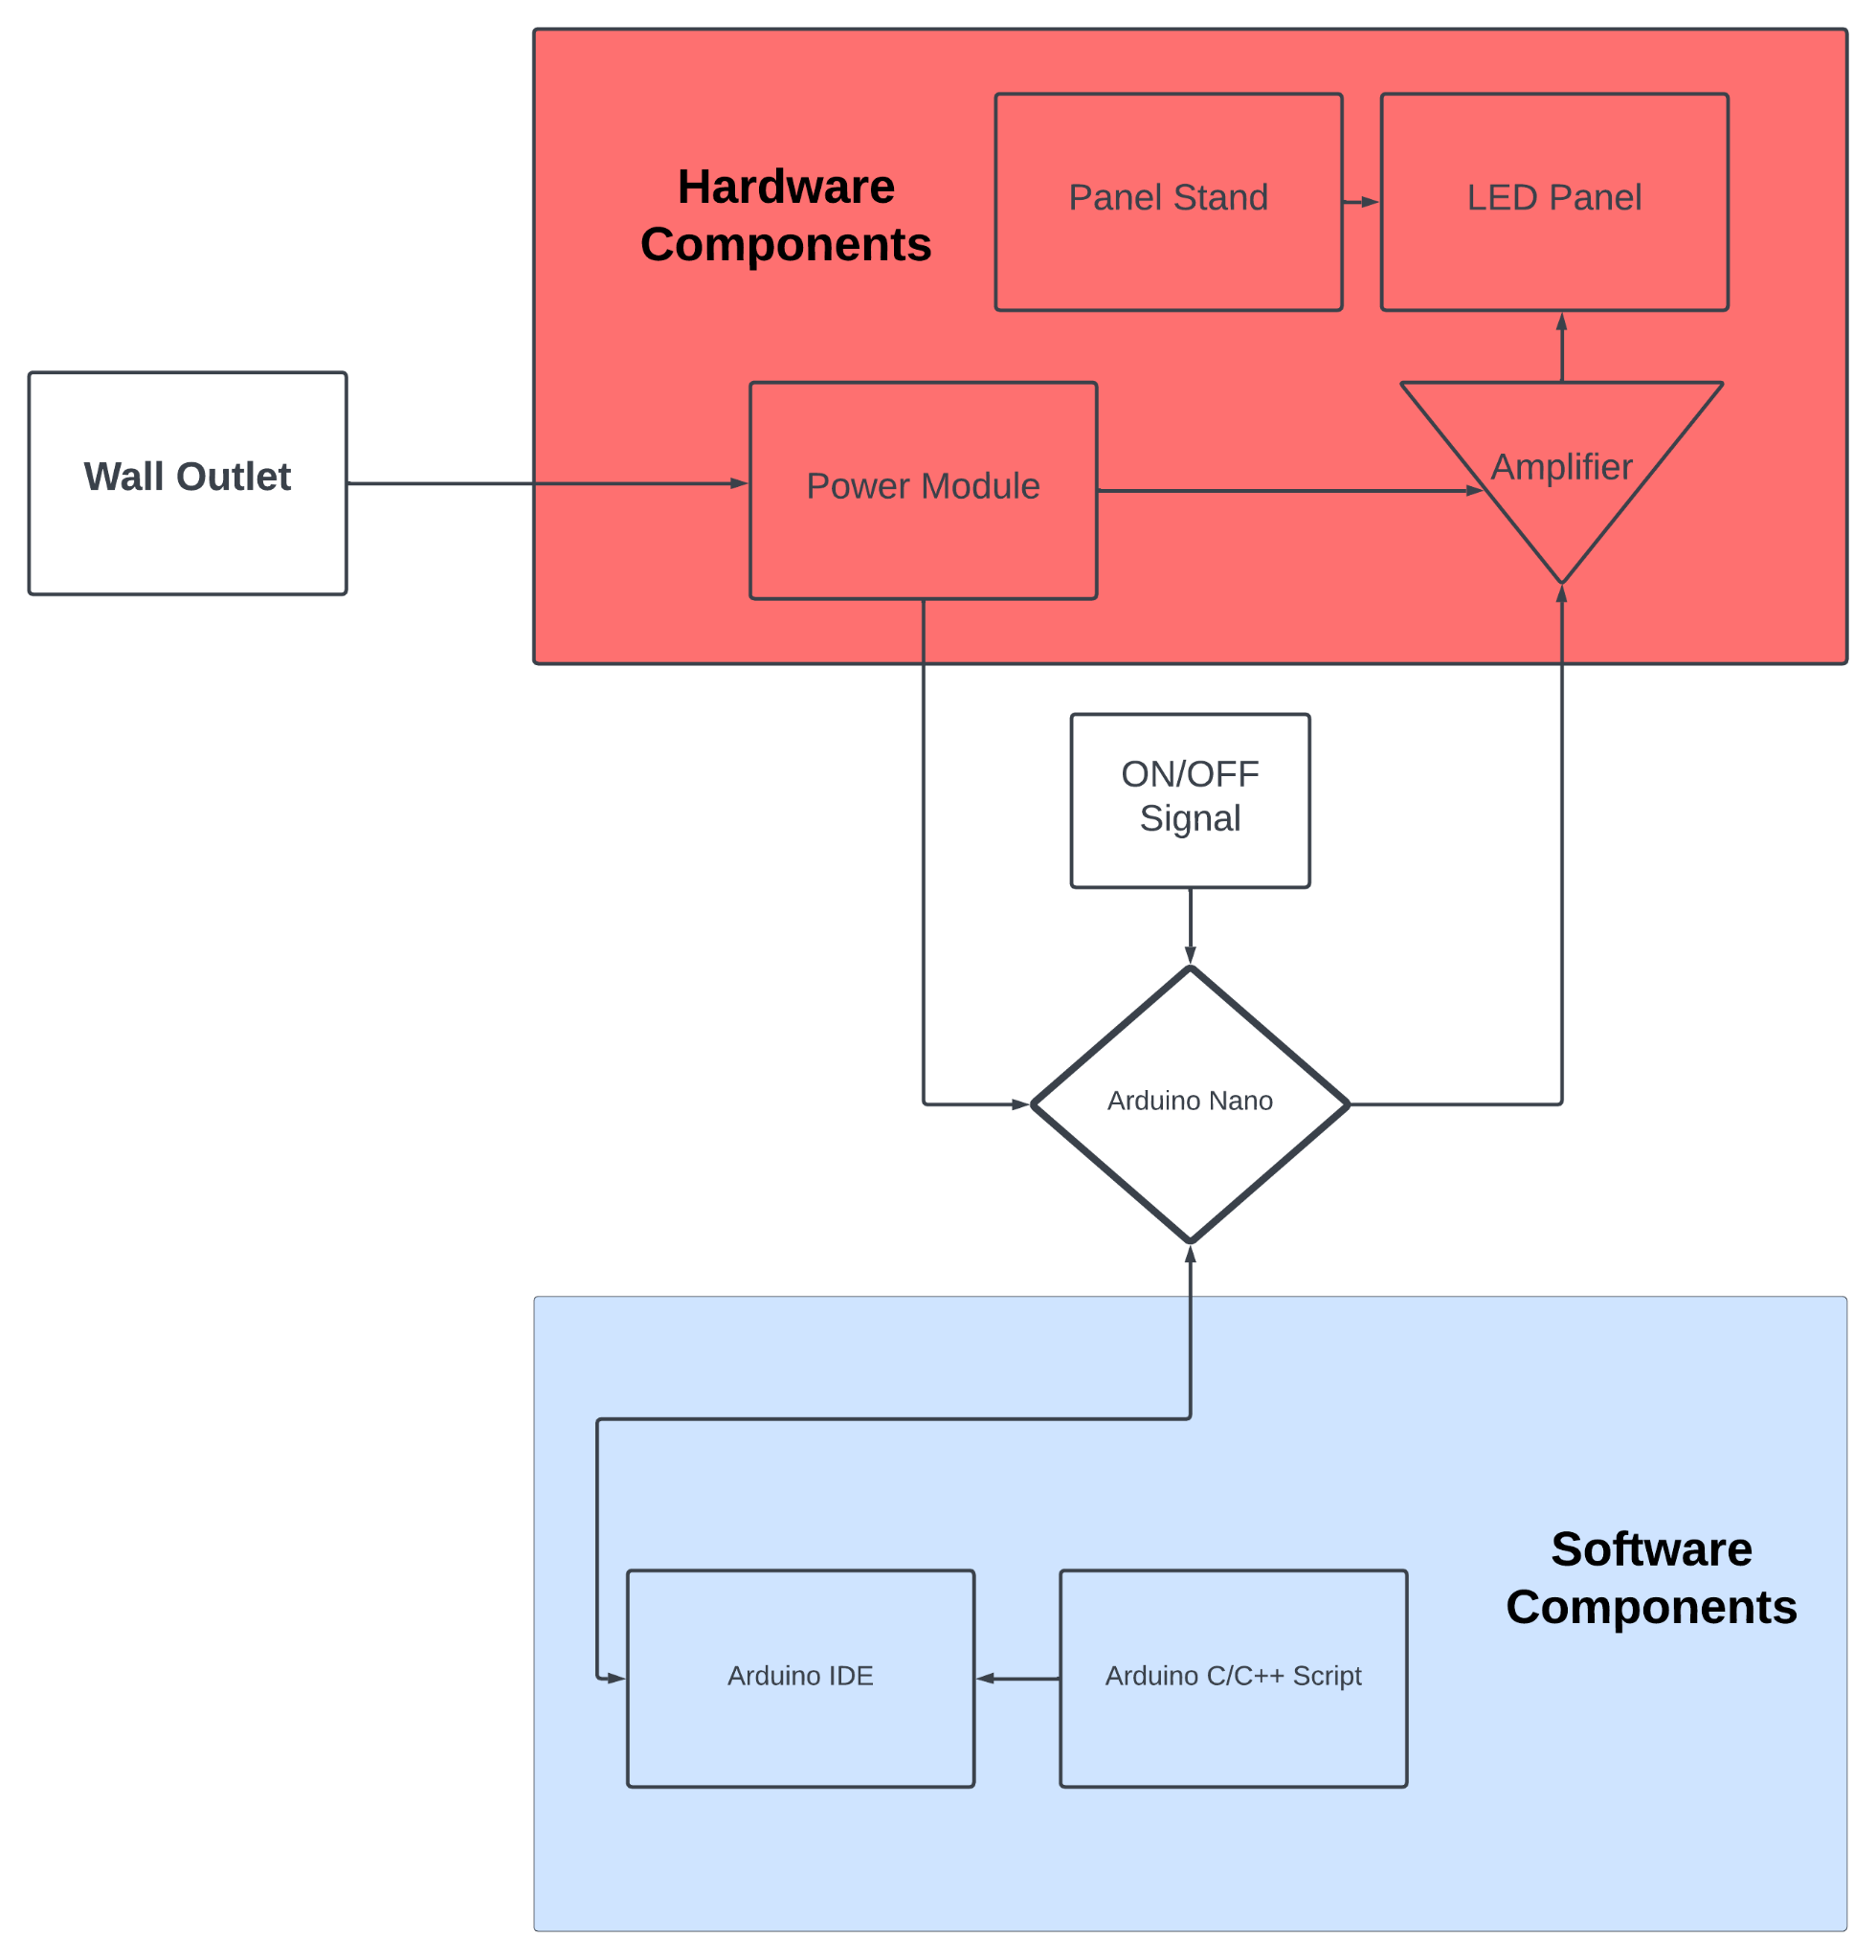 Hardware
Components
Panel Stand
LED Panel
Wall Outlet
Power Module
Amplifier
ON/OFF
Signal
Arduino Nano
Software
Components
Arduino IDE
Arduino C/C++ Script